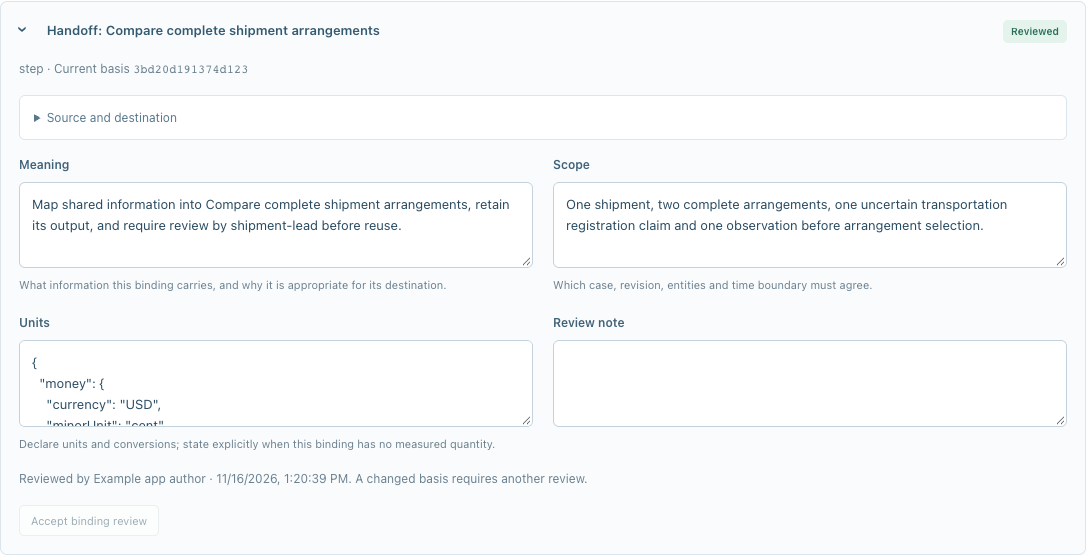 Handoff: Compare complete shipment arrangements
Reviewed
step · Current basis 3bd20d191374d123
Source and destination
Meaning
Map shared information into Compare complete shipment arrangements, retain
its output, and require review by shipment-lead before reuse.
What information this binding carries, and why it is appropriate for its destination.
Scope
One shipment, two complete arrangements, one uncertain transportation
registration claim and one observation before arrangement selection.
Which case, revision, entities and time boundary must agree.
Units
{
"money": {
"currency": "USD",
"minorUnit": "cent"
Declare units and conversions; state explicitly when this binding has no measured quantity.
Review note
Reviewed by Example app author · 11/16/2026, 1:20:39 PM. A changed basis requires another review.
Accept binding review